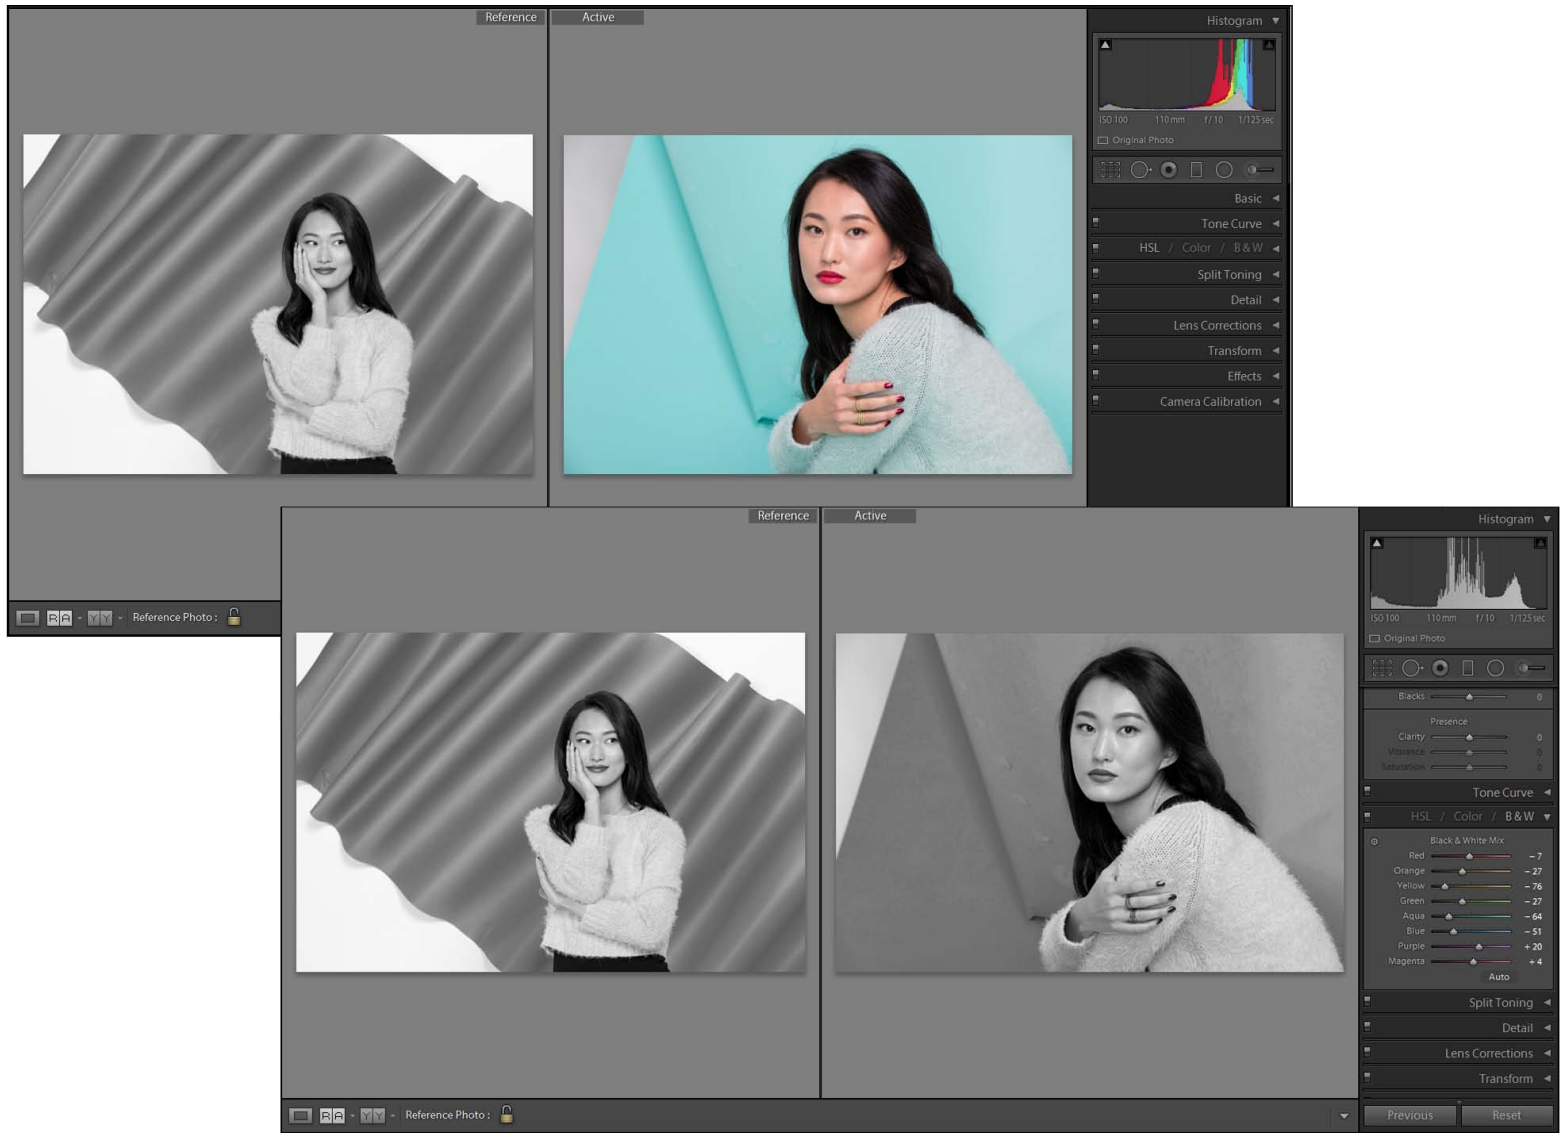 Reference
Active
Histogram
ISO 100 110 mm f / 10 1/125 sec
Original Photo
Basic
Tone Curve
HSL / Color / B & W
Split Toning
Detail
Lens Corrections
Transform
Effects
Camera Calibration
R A Y Y Reference Photo :
Reference
Active
Histogram
ISO 100 110 mm f / 10 1/125 sec
Original Photo
Blacks 0
Presence
Clarity 0
Vibrance 0
Saturation 0
Tone Curve
HSL / Color / B & W
Black & White Mix
Red – 7
Orange – 27
Yellow – 76
Green – 27
Aqua – 64
Blue – 51
Purple + 20
Magenta + 4
Auto
Split Toning
Detail
Lens Corrections
Transform
R A Y Y Reference Photo :
Previous Reset